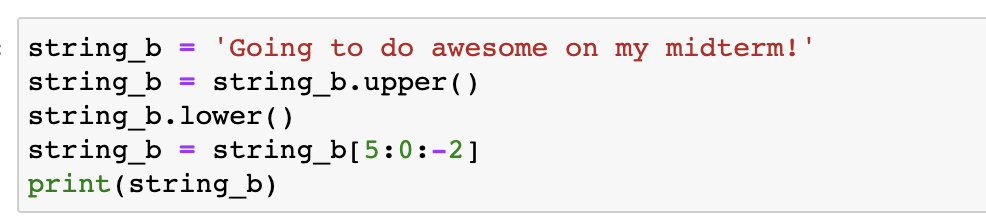 string_b = 'Going to do awesome on my midterm!'
string_b = string_b.upper()
string_b.lower()
string_b = string_b[5:0:-2]
print(string_b)